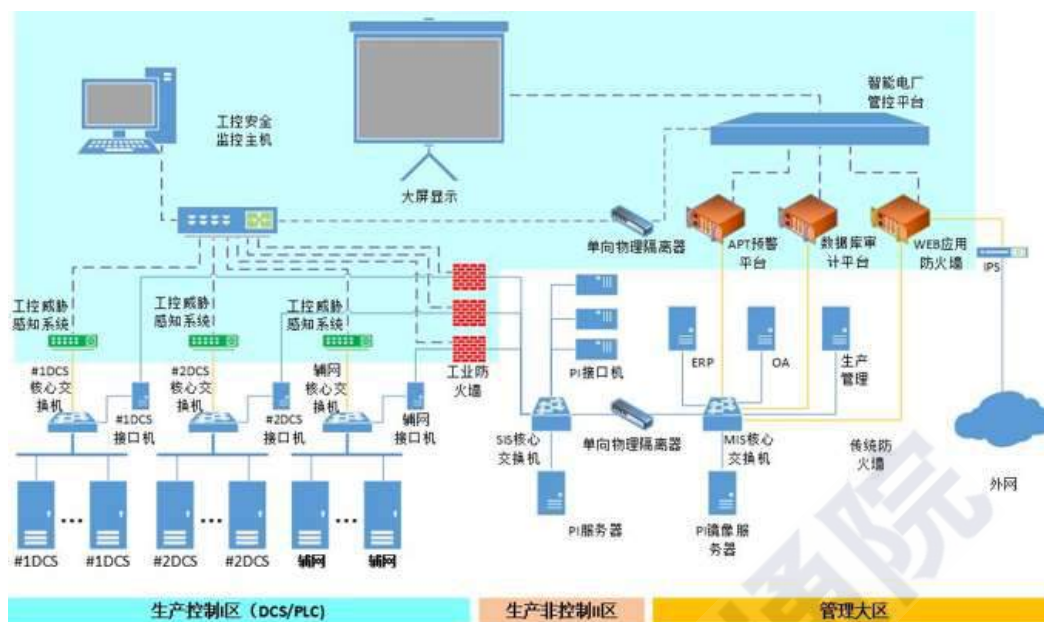 工控安全
监控主机
大屏显示
智能电厂
管控平台
单向物理隔离器
APT预警
平台
数据库审
计平台
WEB应用
防火墙
IPS
工控威胁
感知系统
工控威胁
感知系统
工控威胁
感知系统
#1DCS
核心交
换机
#1DCS
接口机
#2DCS
核心交
换机
#2DCS
接口机
辅网
核心交
换机
辅网
接口机
工业防
火墙
PI接口机
ERP
OA
生产
管理
SIS核心
交换机
单向物理隔离器
MIS核心
交换机
传统防
火墙
外网
PI服务器
PI镜像服
务器
#1DCS
#1DCS
#2DCS
#2DCS
辅网
辅网
生产控制I区（DCS/PLC)
生产非控制II区
管理大区